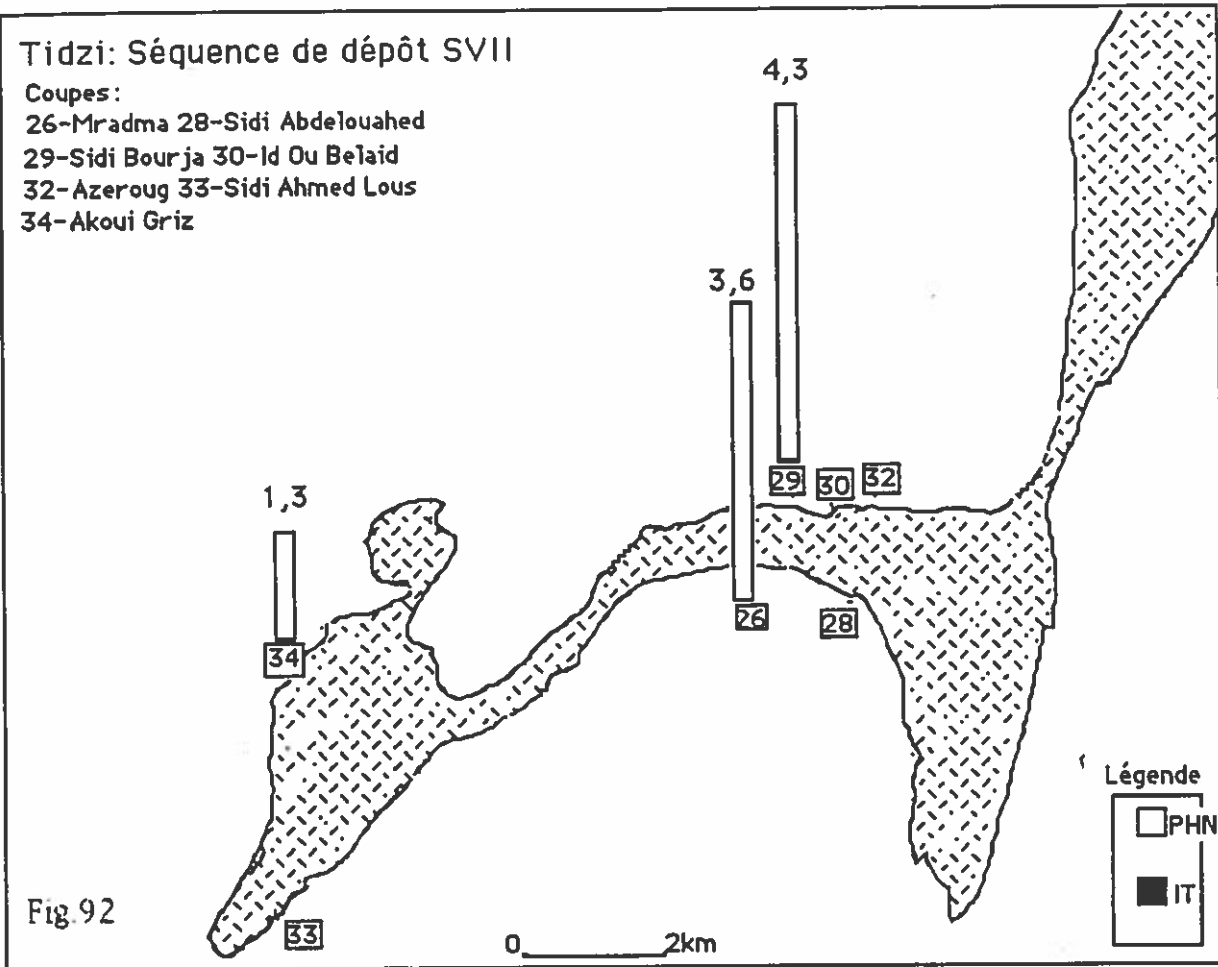 Tidzi: Séquence de dépôt SVII
Coupes:
26-Mradma 28-Sidi Abdelouahed
29-Sidi Bourja 30-Id Ou Belaid
32-Azeroug 33-Sidi Ahmed Lous
34-Akoui Griz
4,3
3,6
1,3
29
30
32
26
28
34
33
Légende
PHN
IT
Fig.92
0 2km